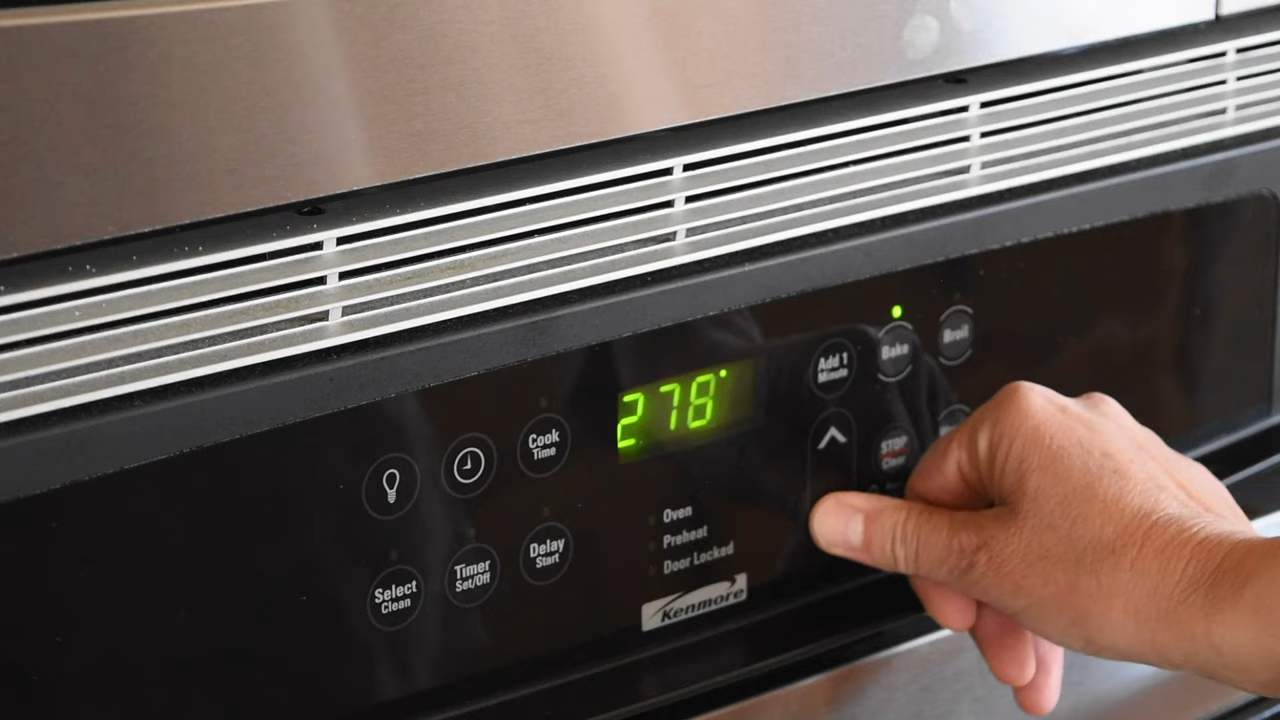 278°
Add 1
Minute
Bake
Broil
Cook
Time
STOP
Clear
Oven
Preheat
Door Locked
Select
Clean
Timer
Set/Off
Delay
Start
Kenmore